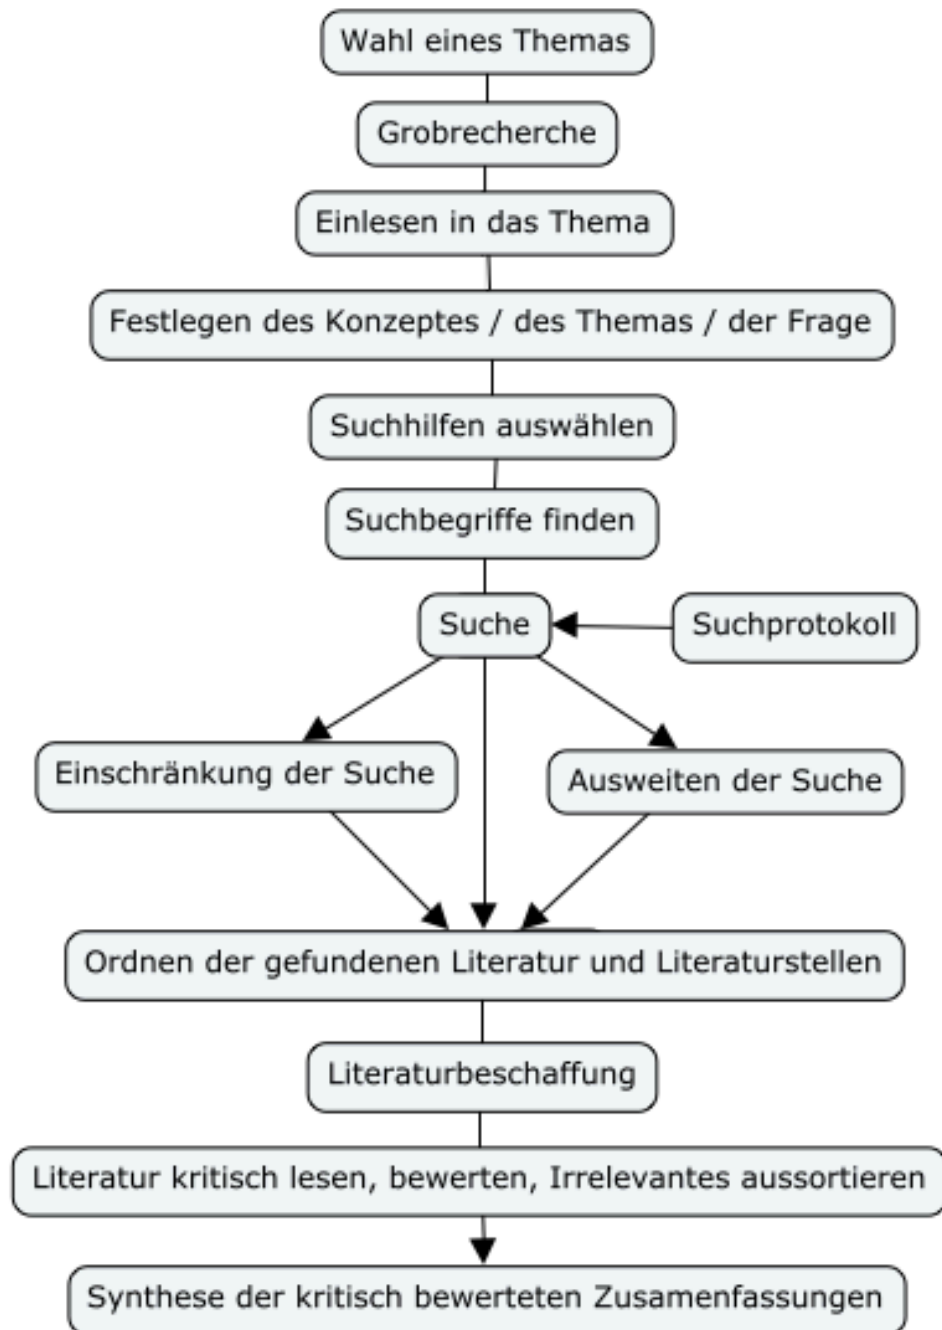 Wahl eines Themas
Grobrecherche
Einlesen in das Thema
Festlegen des Konzeptes / des Themas / der Frage
Suchhilfen auswählen
Suchbegriffe finden
Suche
Suchprotokoll
Einschränkung der Suche
Ausweiten der Suche
Ordnen der gefundenen Literatur und Literaturstellen
Literaturbeschaffung
Literatur kritisch lesen, bewerten, Irrelevantes aussortieren
Synthese der kritisch bewerteten Zusamenfassungen